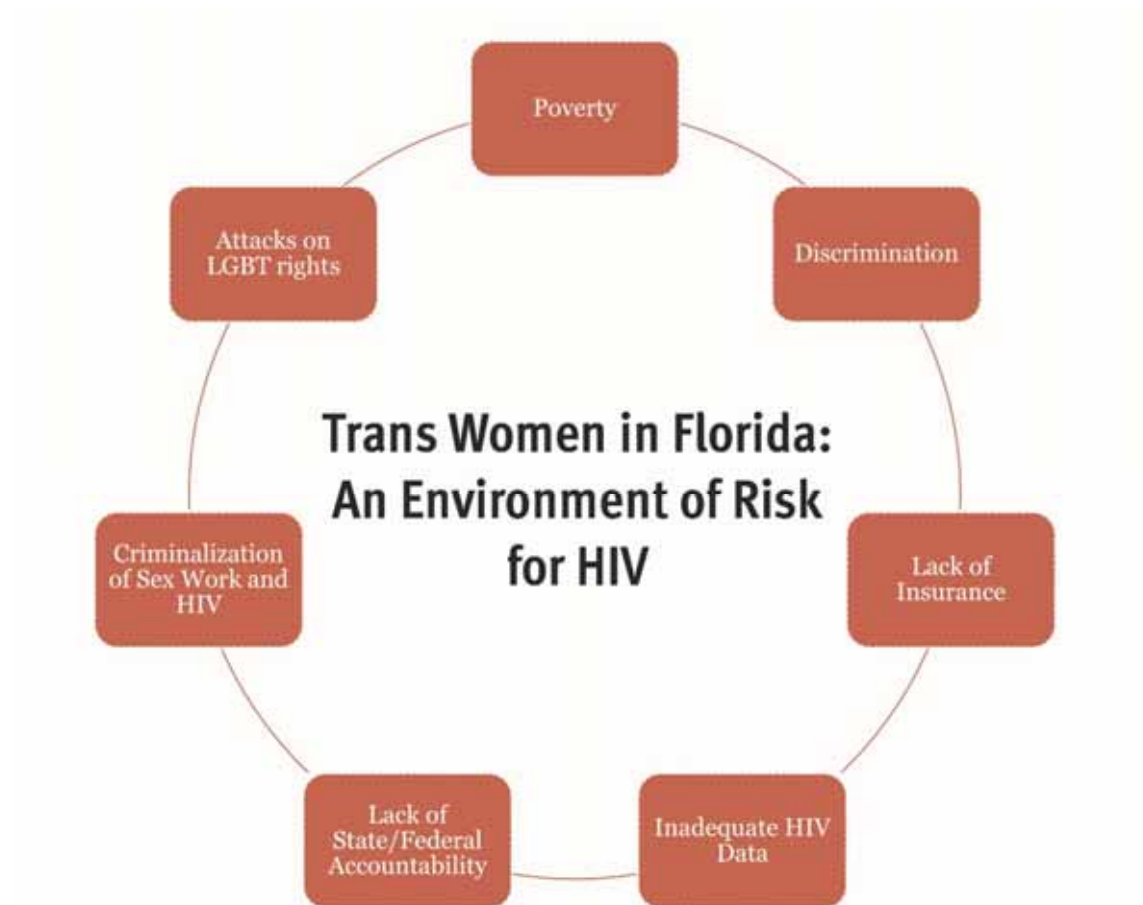 Poverty
Attacks on
LGBT rights
Discrimination
Trans Women in Florida:
An Environment of Risk
for HIV
Criminalization
of Sex Work and
HIV
Lack of
Insurance
Lack of
State/Federal
Accountability
Inadequate HIV
Data